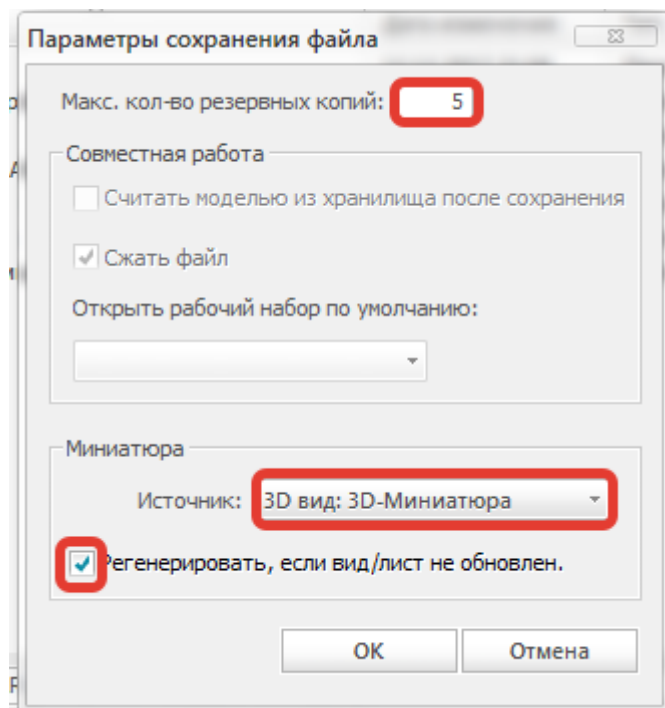 Параметры сохранения файла
Макс. кол-во резервных копий: 5
Совместная работа
Считать моделью из хранилища после сохранения
Сжать файл
Открыть рабочий набор по умолчанию:
Миниатюра
Источник: 3D вид: 3D-Миниатюра
Регенерировать, если вид/лист не обновлен.
ОК Отмена